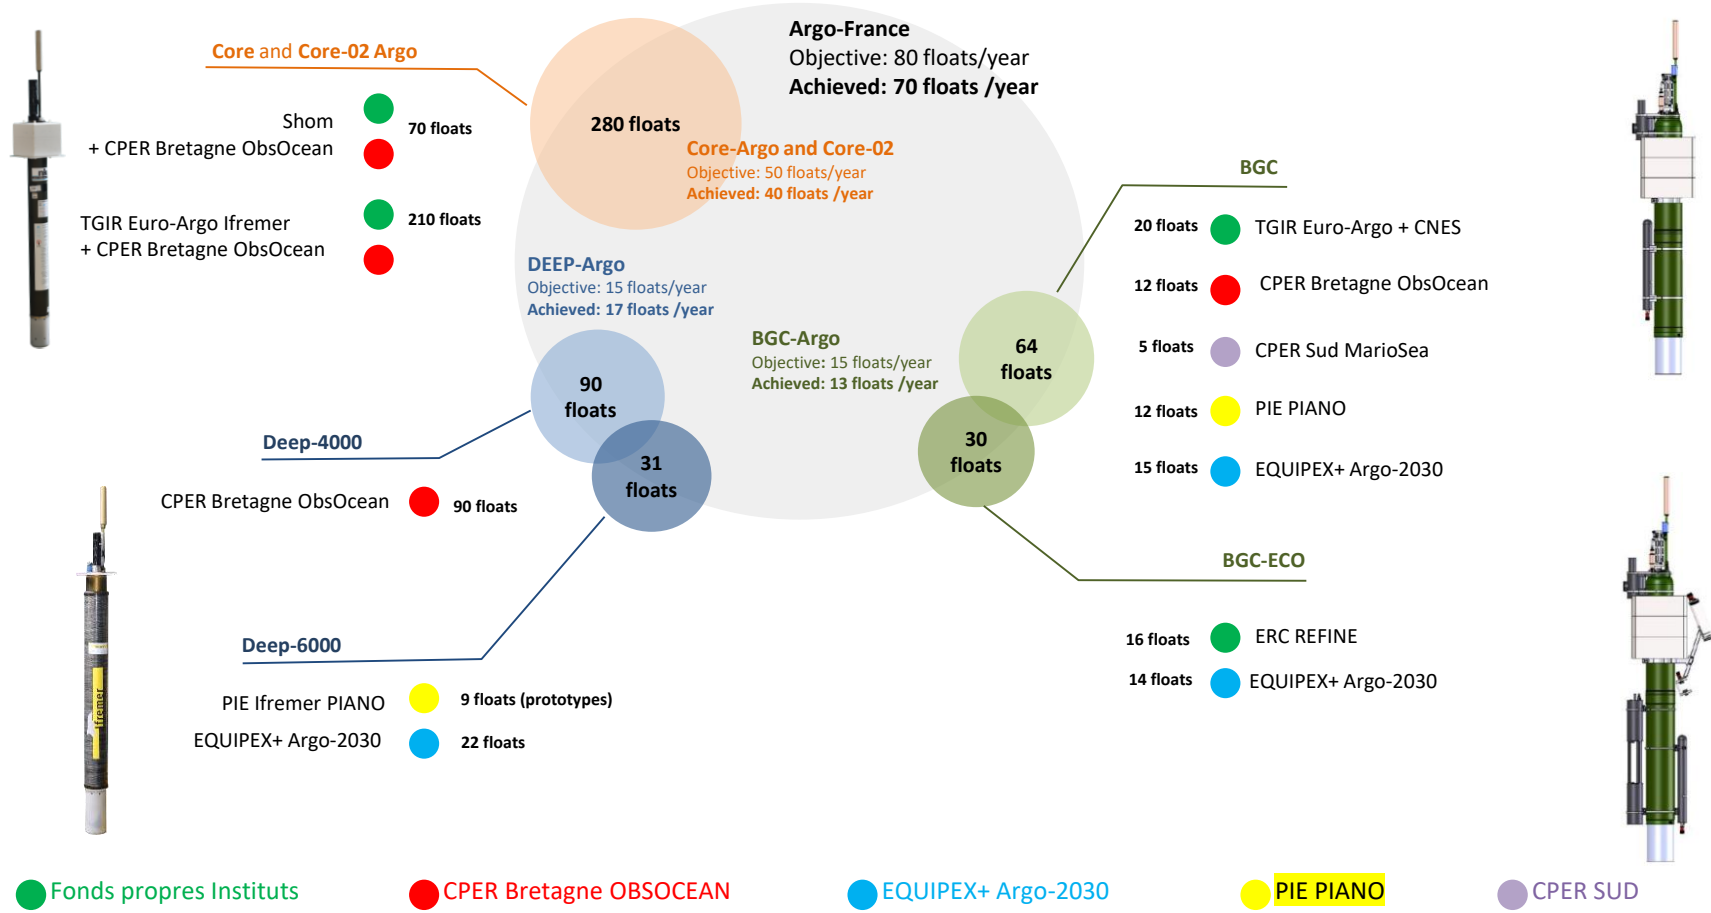 Argo-France
Objective: 80 floats/year
Achieved: 70 floats /year
Core and Core-02 Argo
Shom
+ CPER Bretagne ObsOcean
70 floats
TGIR Euro-Argo Ifremer
+ CPER Bretagne ObsOcean
210 floats
280 floats
Core-Argo and Core-02
Objective: 50 floats/year
Achieved: 40 floats /year
DEEP-Argo
Objective: 15 floats/year
Achieved: 17 floats /year
90
floats
31
floats
BGC-Argo
Objective: 15 floats/year
Achieved: 13 floats /year
64
floats
30
floats
Deep-4000
CPER Bretagne ObsOcean
90 floats
Deep-6000
PIE Ifremer PIANO
9 floats (prototypes)
EQUIPEX+ Argo-2030
22 floats
BGC
20 floats TGIR Euro-Argo + CNES
12 floats CPER Bretagne ObsOcean
5 floats CPER Sud MarioSea
12 floats PIE PIANO
15 floats EQUIPEX+ Argo-2030
BGC-ECO
16 floats ERC REFINE
14 floats EQUIPEX+ Argo-2030
Ifremer
Fonds propres Instituts
CPER Bretagne OBSOCEAN
EQUIPEX+ Argo-2030
PIE PIANO
CPER SUD